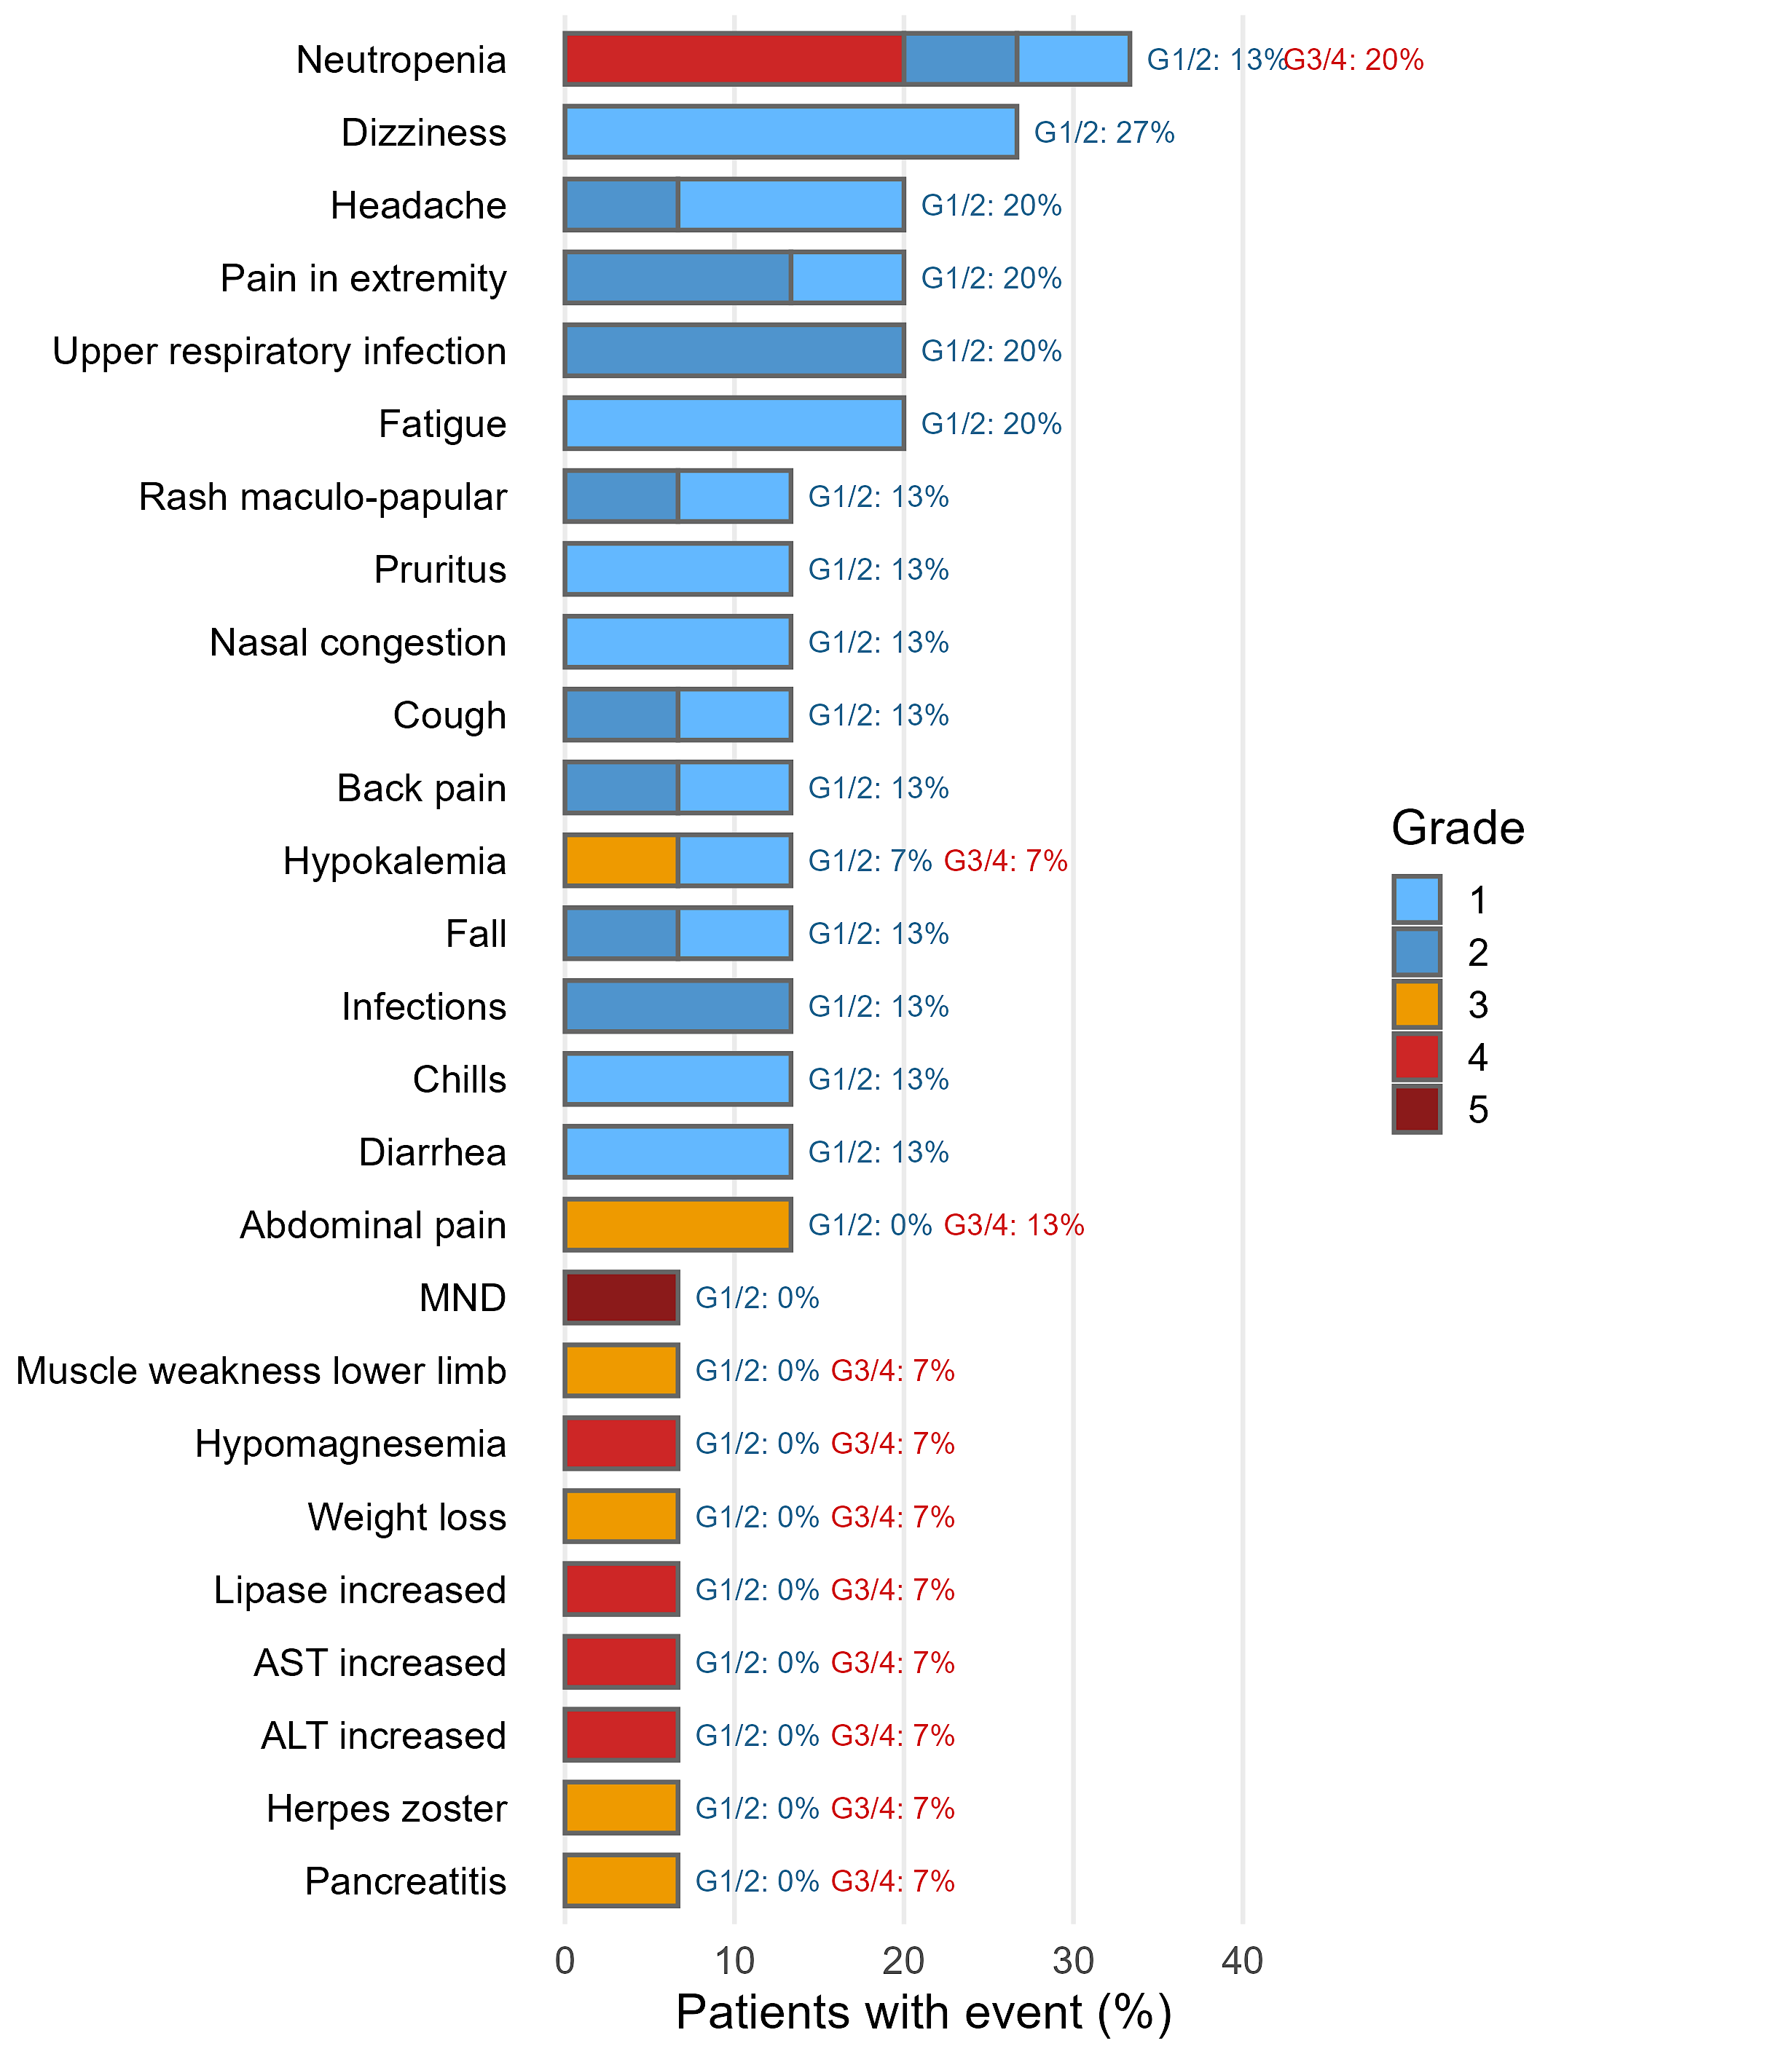 Neutropenia G1/2: 13% G3/4: 20%
Dizziness G1/2: 27%
Headache G1/2: 20%
Pain in extremity G1/2: 20%
Upper respiratory infection G1/2: 20%
Fatigue G1/2: 20%
Rash maculo-papular G1/2: 13%
Pruritus G1/2: 13%
Nasal congestion G1/2: 13%
Cough G1/2: 13%
Back pain G1/2: 13%
Hypokalemia G1/2: 7% G3/4: 7%
Fall G1/2: 13%
Infections G1/2: 13%
Chills G1/2: 13%
Diarrhea G1/2: 13%
Abdominal pain G1/2: 0% G3/4: 13%
MND G1/2: 0%
Muscle weakness lower limb G1/2: 0% G3/4: 7%
Hypomagnesemia G1/2: 0% G3/4: 7%
Weight loss G1/2: 0% G3/4: 7%
Lipase increased G1/2: 0% G3/4: 7%
AST increased G1/2: 0% G3/4: 7%
ALT increased G1/2: 0% G3/4: 7%
Herpes zoster G1/2: 0% G3/4: 7%
Pancreatitis G1/2: 0% G3/4: 7%
0 10 20 30 40
Patients with event (%)
Grade
1
2
3
4
5